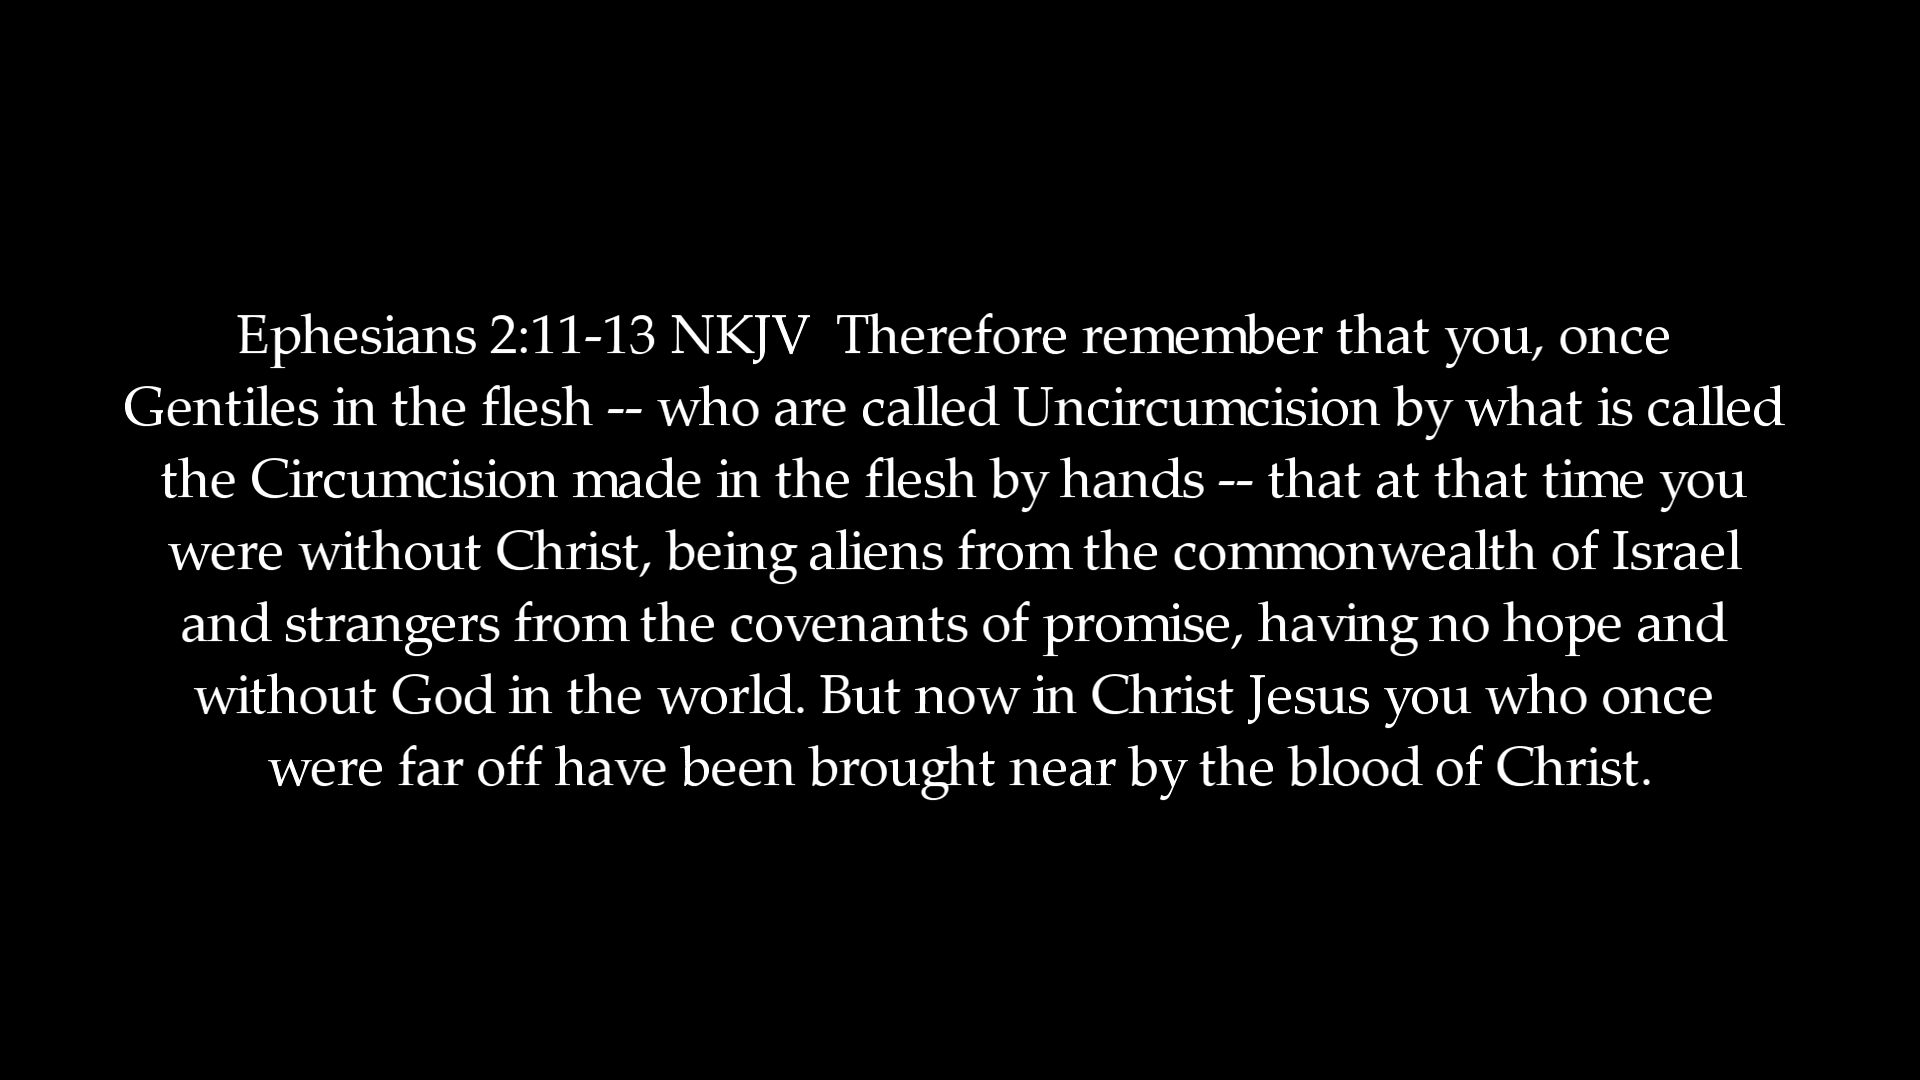 Ephesians 2:11-13 NKJV  Therefore remember that you, once
Gentiles in the flesh -- who are called Uncircumcision by what is called
the Circumcision made in the flesh by hands -- that at that time you
were without Christ, being aliens from the commonwealth of Israel
and strangers from the covenants of promise, having no hope and
without God in the world. But now in Christ Jesus you who once
were far off have been brought near by the blood of Christ.